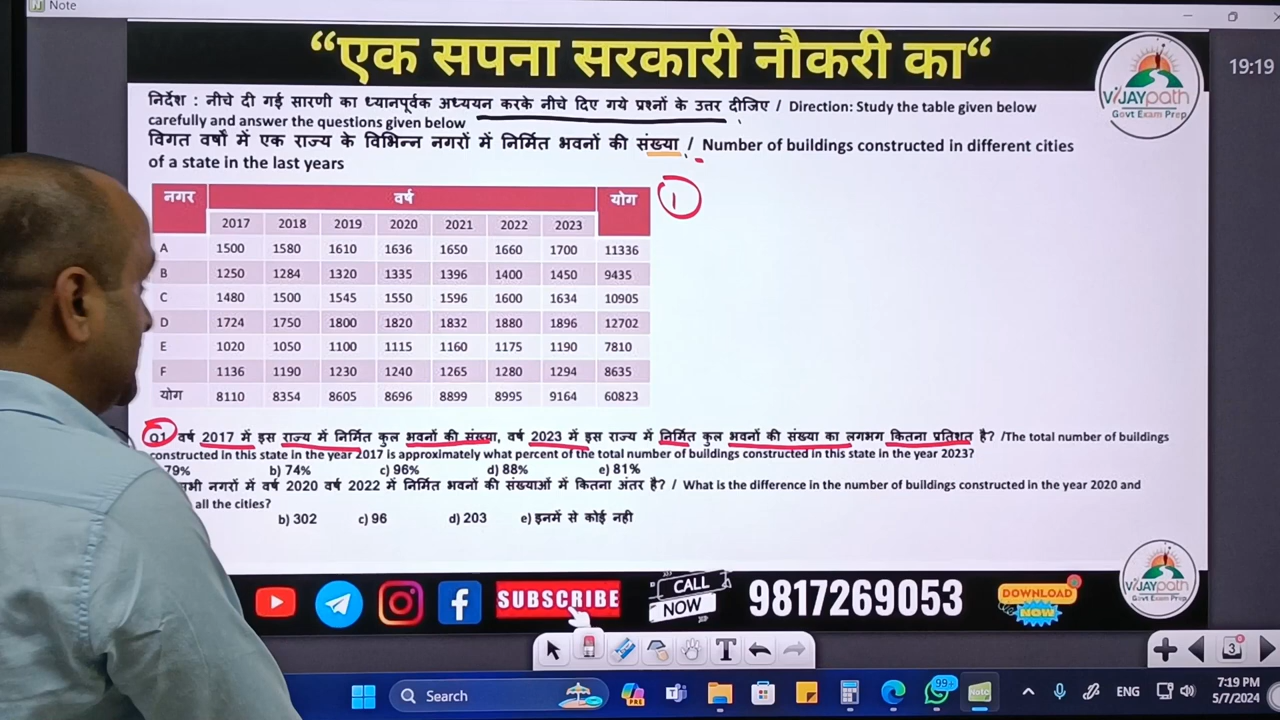 Note
“एक सपना सरकारी नौकरी का“
VIJAYpath
Govt Exam Prep
19:19
निर्देश : नीचे दी गई सारणी का ध्यानपूर्वक अध्ययन करके नीचे दिए गये प्रश्नों के उत्तर दीजिए / Direction: Study the table given below
carefully and answer the questions given below
विगत वर्षों में एक राज्य के विभिन्न नगरों में निर्मित भवनों की संख्या / Number of buildings constructed in different cities
of a state in the last years
नगर वर्ष योग
1
2017 2018 2019 2020 2021 2022 2023
A 1500 1580 1610 1636 1650 1660 1700 11336
B 1250 1284 1320 1335 1396 1400 1450 9435
C 1480 1500 1545 1550 1596 1600 1634 10905
D 1724 1750 1800 1820 1832 1880 1896 12702
E 1020 1050 1100 1115 1160 1175 1190 7810
F 1136 1190 1230 1240 1265 1280 1294 8635
योग 8110 8354 8605 8696 8899 8995 9164 60823
Q1 वर्ष 2017 में इस राज्य में निर्मित कुल भवनों की संख्या, वर्ष 2023 में इस राज्य में निर्मित कुल भवनों की संख्या का लगभग कितना प्रतिशत है? /The total number of buildings
constructed in this state in the year 2017 is approximately what percent of the total number of buildings constructed in this state in the year 2023?
79% b) 74% c) 96% d) 88% e) 81%
नगरों में वर्ष 2020 वर्ष 2022 में निर्मित भवनों की संख्याओं में कितना अंतर है? / What is the difference in the number of buildings constructed in the year 2020 and
all the cities?
b) 302 c) 96 d) 203 e) इनमें से कोई नही
SUBSCRIBE
CALL
NOW
9817269053
DOWNLOAD
NOW
VIJAYpath
Govt Exam Prep
T
3
Search
PRE
99+
Note
ENG
7:19 PM
5/7/2024